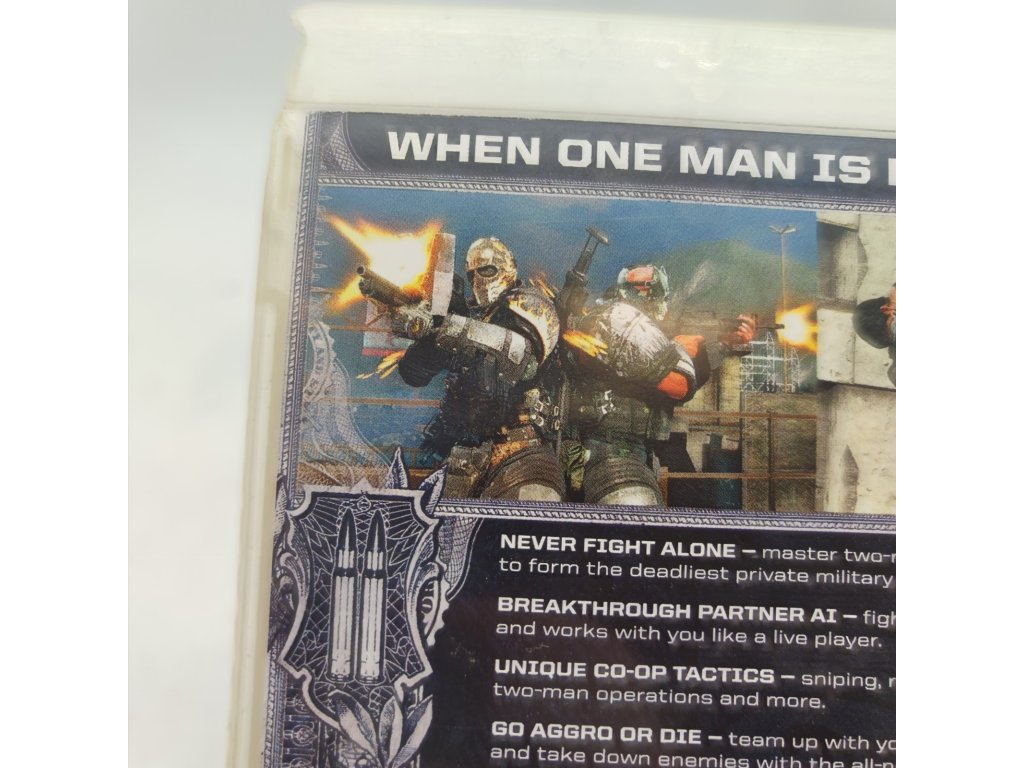 WHEN ONE MAN IS
NEVER FIGHT ALONE – master two-
to form the deadliest private military
BREAKTHROUGH PARTNER AI – figh
and works with you like a live player.
UNIQUE CO-OP TACTICS – sniping,
two-man operations and more.
GO AGGRO OR DIE – team up with yo
and take down enemies with the all-n